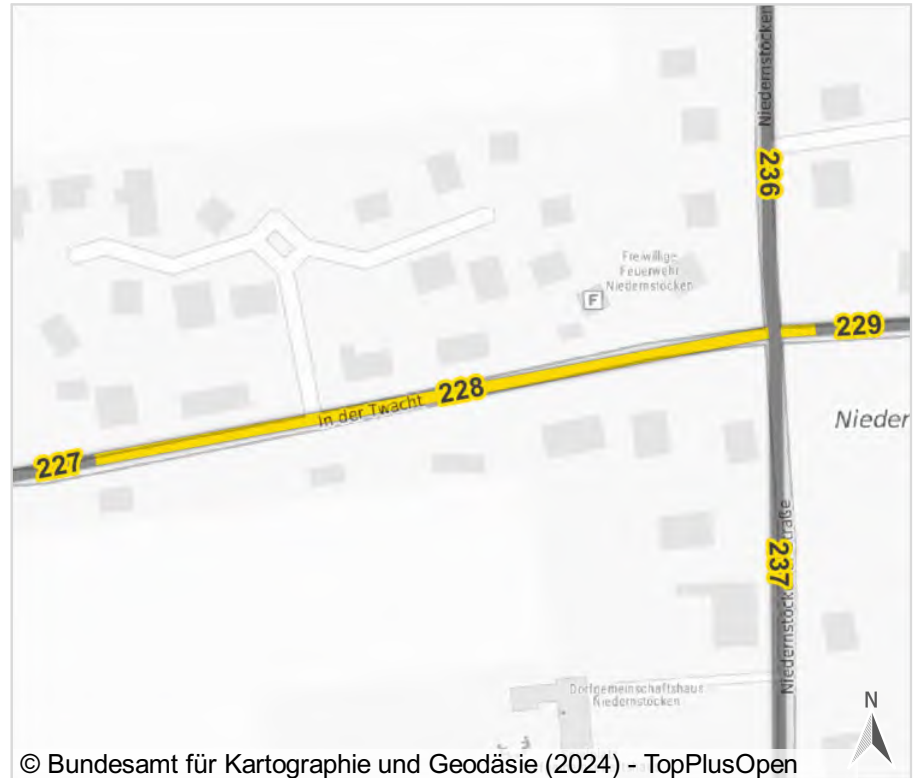 Niedernstöcken
236
Freiwillige
Feuerwehr
Niedernstöcken
F
229
228
In der Twacht
Nieder
227
237
Dorfgemeinschaftshaus
Niedernstöcken
N
© Bundesamt für Kartographie und Geodäsie (2024) - TopPlusOpen